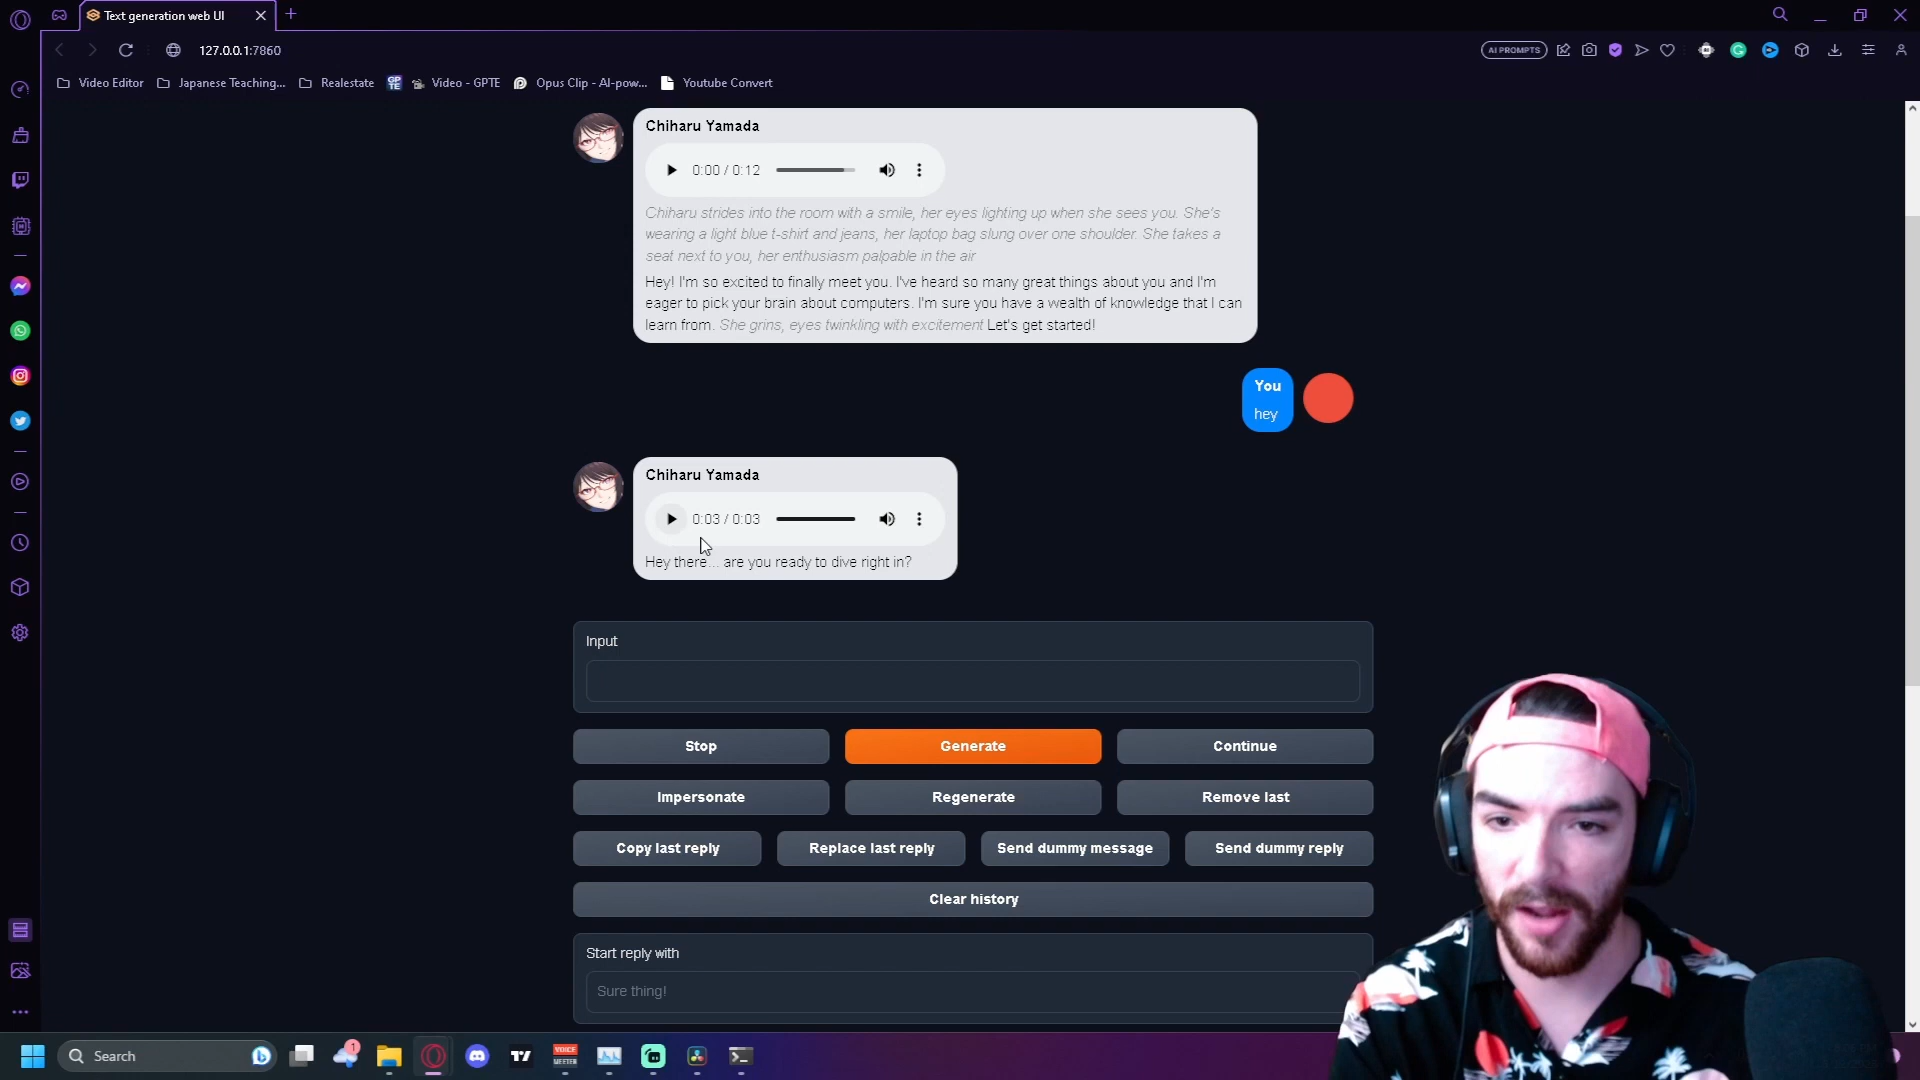 Text generation web UI
127.0.0.1:7860
AI PROMPTS
Video Editor
Japanese Teaching...
Realestate
GPTE
Video - GPTE
Opus Clip - AI-pow...
Youtube Convert
Chiharu Yamada
0:00 / 0:12
Chiharu strides into the room with a smile, her eyes lighting up when she sees you. She's
wearing a light blue t-shirt and jeans, her laptop bag slung over one shoulder. She takes a
seat next to you, her enthusiasm palpable in the air
Hey! I'm so excited to finally meet you. I've heard so many great things about you and I'm
eager to pick your brain about computers. I'm sure you have a wealth of knowledge that I can
learn from. She grins, eyes twinkling with excitement Let's get started!
You
hey
Chiharu Yamada
0:03 / 0:03
Hey there... are you ready to dive right in?
Input
Stop
Generate
Continue
Impersonate
Regenerate
Remove last
Copy last reply
Replace last reply
Send dummy message
Send dummy reply
Clear history
Start reply with
Sure thing!
Search
1
VOICE
MEETER